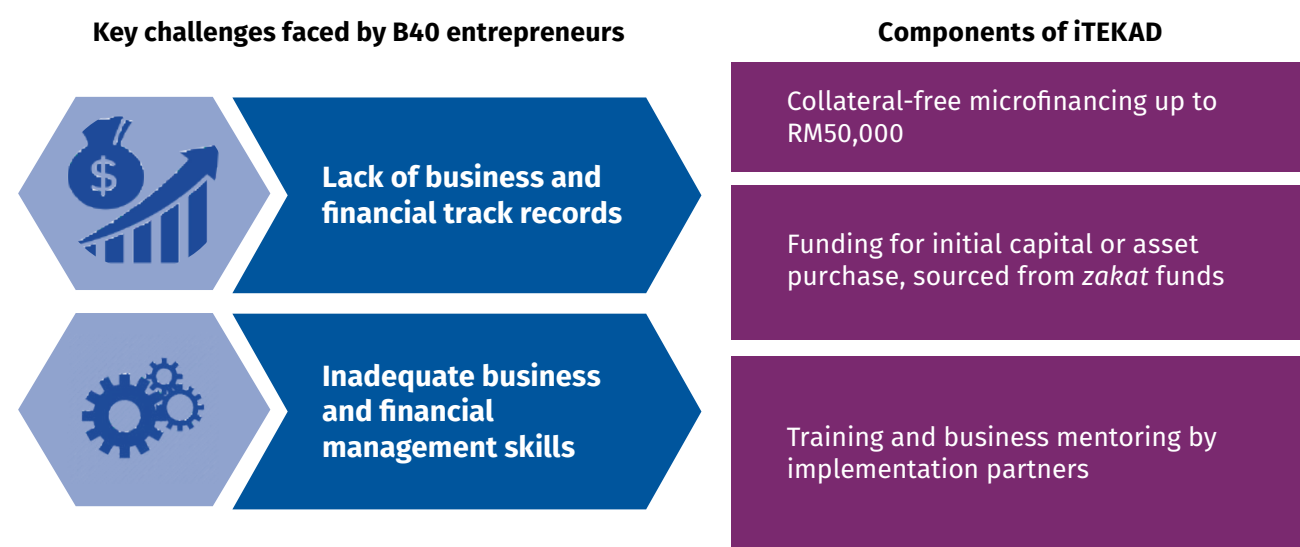 Key challenges faced by B40 entrepreneurs
Lack of business and
financial track records
Inadequate business
and financial
management skills
Components of iTEKAD
Collateral-free microfinancing up to
RM50,000
Funding for initial capital or asset
purchase, sourced from zakat funds
Training and business mentoring by
implementation partners
$